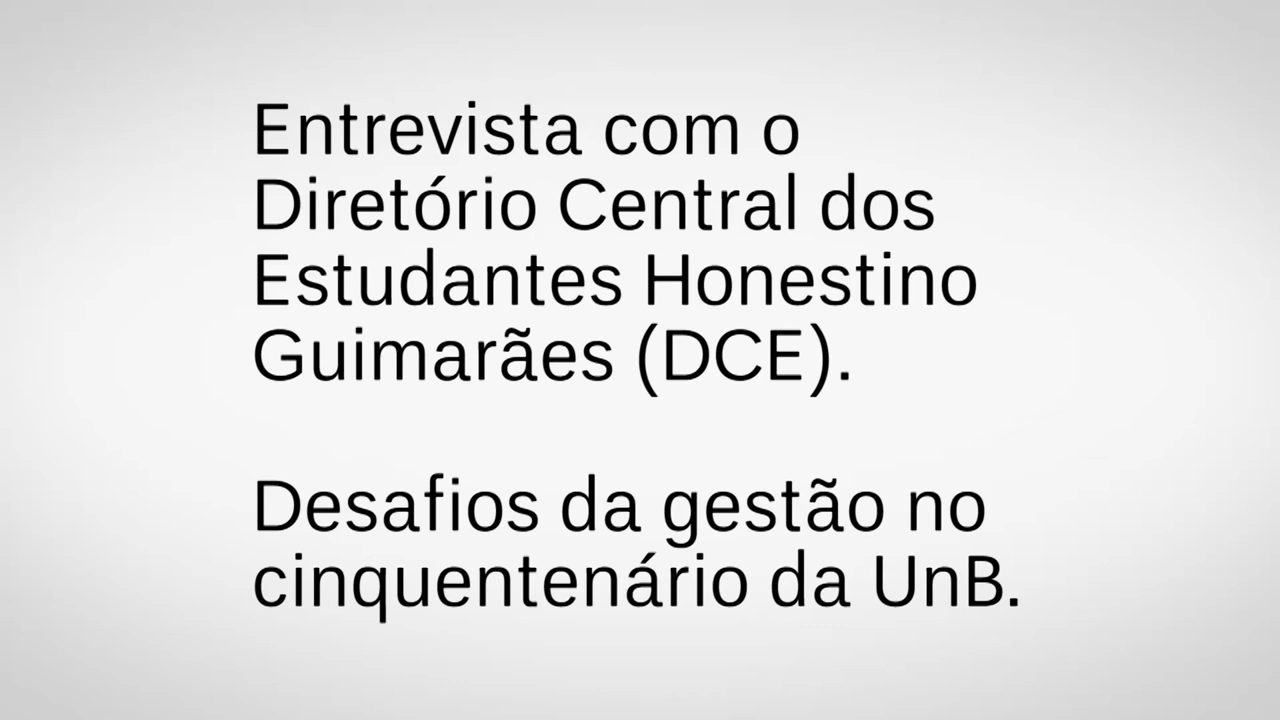 Entrevista com o
Diretório Central dos
Estudantes Honestino
Guimarães (DCE).
Desafios da gestão no
cinquentenário da UnB.